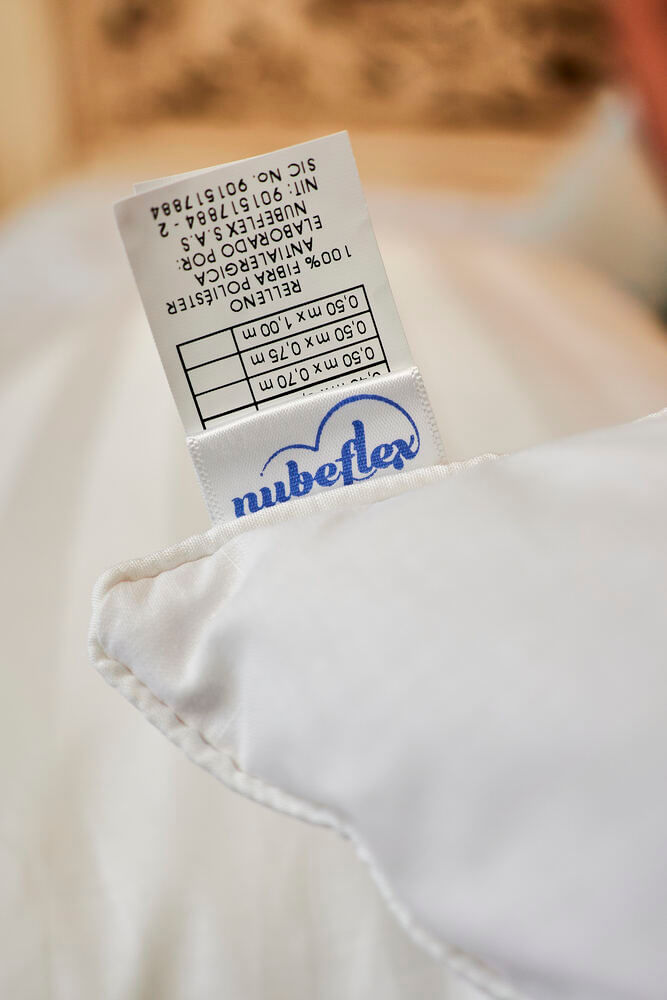 0,50 m x 0,70 m
0,50 m x 0,75 m
0,50 m x 1,00 m
RELLENO
100% FIBRA POLIÉSTER
ANTIALERGICA
ELABORADO POR:
NUBEFLEX S.A.S
NIT: 901517884 - 2
SIC No. 901517884
nubeflex